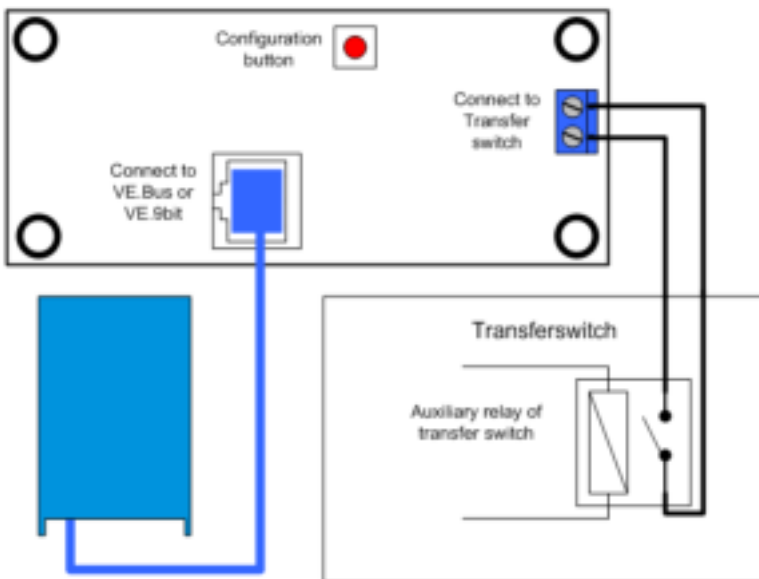 Configuration
button
Connect to
Transfer
switch
Connect to
VE.Bus or
VE.9bit
Transferswitch
Auxiliary relay of
transfer switch